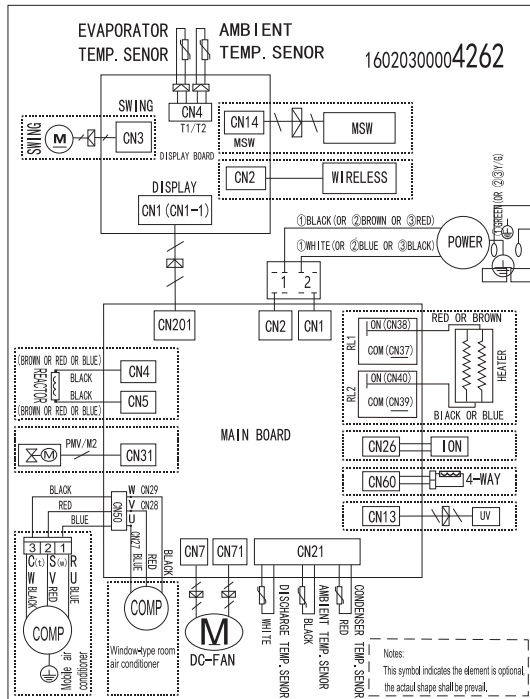 EVAPORATOR
TEMP. SENOR
AMBIENT
TEMP. SENOR
16020300004262
CN4
T1/T2
SWING
SWING
M
CN3
DISPLAY BOARD
CN14
MSW
MSW
CN2
WIRELESS
DISPLAY
CN1 (CN1-1)
①BLACK(OR ②BROWN OR ③RED)
①WHITE(OR ②BLUE OR ③BLACK)
POWER
①GREEN(OR ②③Y/G)
1 2
CN201
CN2
CN1
(BROWN OR RED OR BLUE)
REACTOR
BLACK
CN4
BLACK
CN5
(BROWN OR RED OR BLUE)
RL1
ON(CN38)
COM(CN37)
RED OR BROWN
HEATER
RL2
ON(CN40)
COM(CN39)
BIACK OR BLUE
M
PMV/M2
CN31
MAIN BOARD
CN26
ION
CN60
4-WAY
CN13
UV
BLACK
RED
BLUE
CN50
W CN29
V CN28
U
CN27
BLUE
RED
BLACK
3 2 1
C(t) S(w) R
W V U
BLACK
RED
BLUE
COMP
Mobile air
conditioner
COMP
Window-type room
air conditioner
CN7
CN71
M
DC-FAN
CN21
WHITE
DISCHARGE TEMP.SENOR
BLACK
AMBIENT TEMP.SENOR
RED
CONDENSER TEMP.SENOR
Notes:
This symbol indicates the element is optional,
the actual shape shall be prevail.